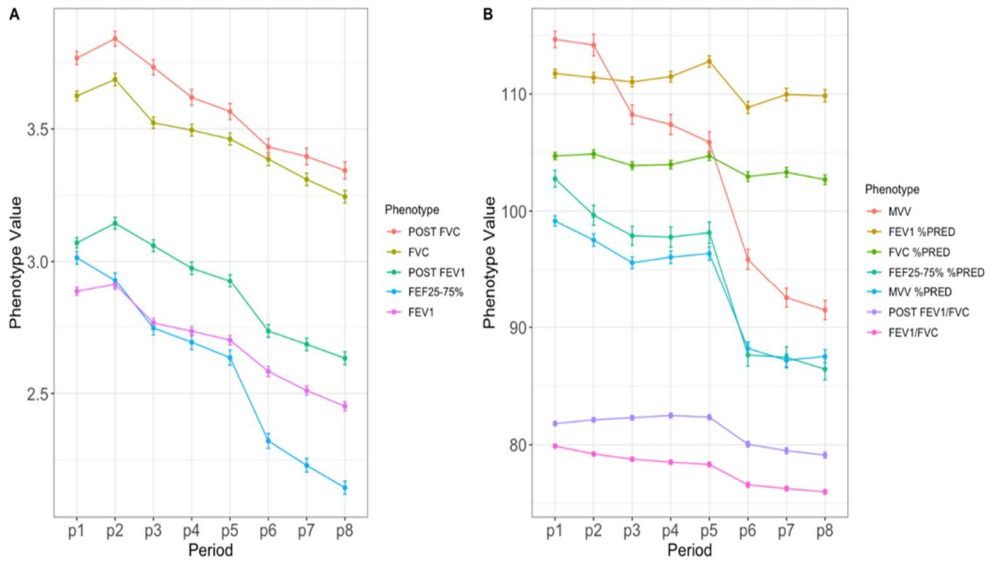 A
Phenotype Value
3.5
3.0
2.5
p1 p2 p3 p4 p5 p6 p7 p8
Period
Phenotype
POST FVC
FVC
POST FEV1
FEF25-75%
FEV1
B
Phenotype Value
110
100
90
80
p1 p2 p3 p4 p5 p6 p7 p8
Period
Phenotype
MVV
FEV1 %PRED
FVC %PRED
FEF25-75% %PRED
MVV %PRED
POST FEV1/FVC
FEV1/FVC